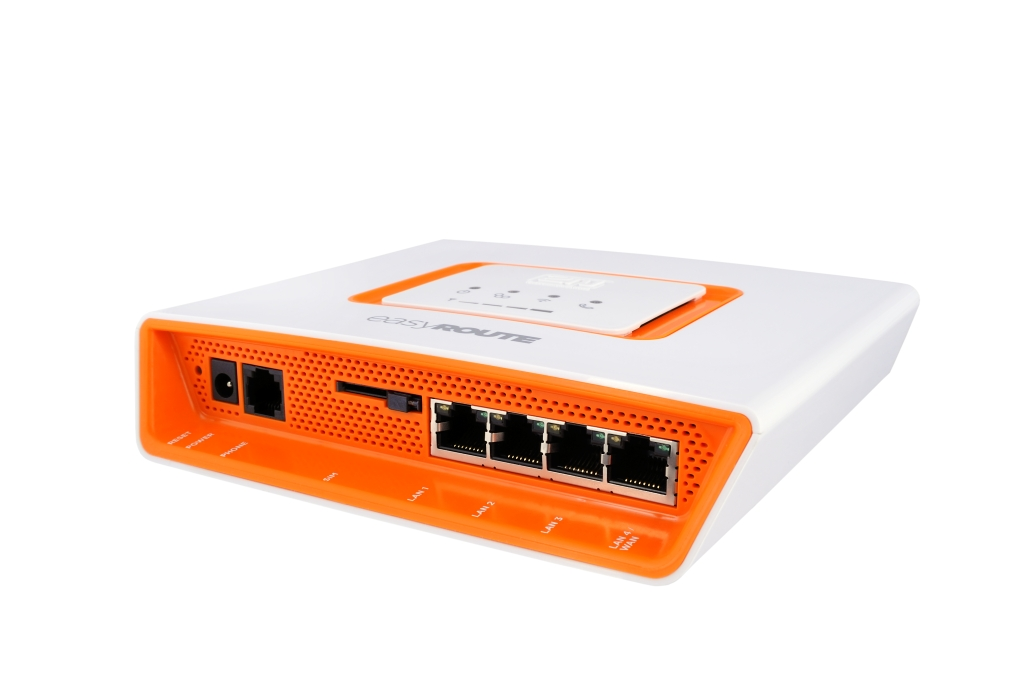 easyROUTE
RESET
POWER
PHONE
SIM
LAN 1
LAN 2
LAN 3
LAN 4/
WAN